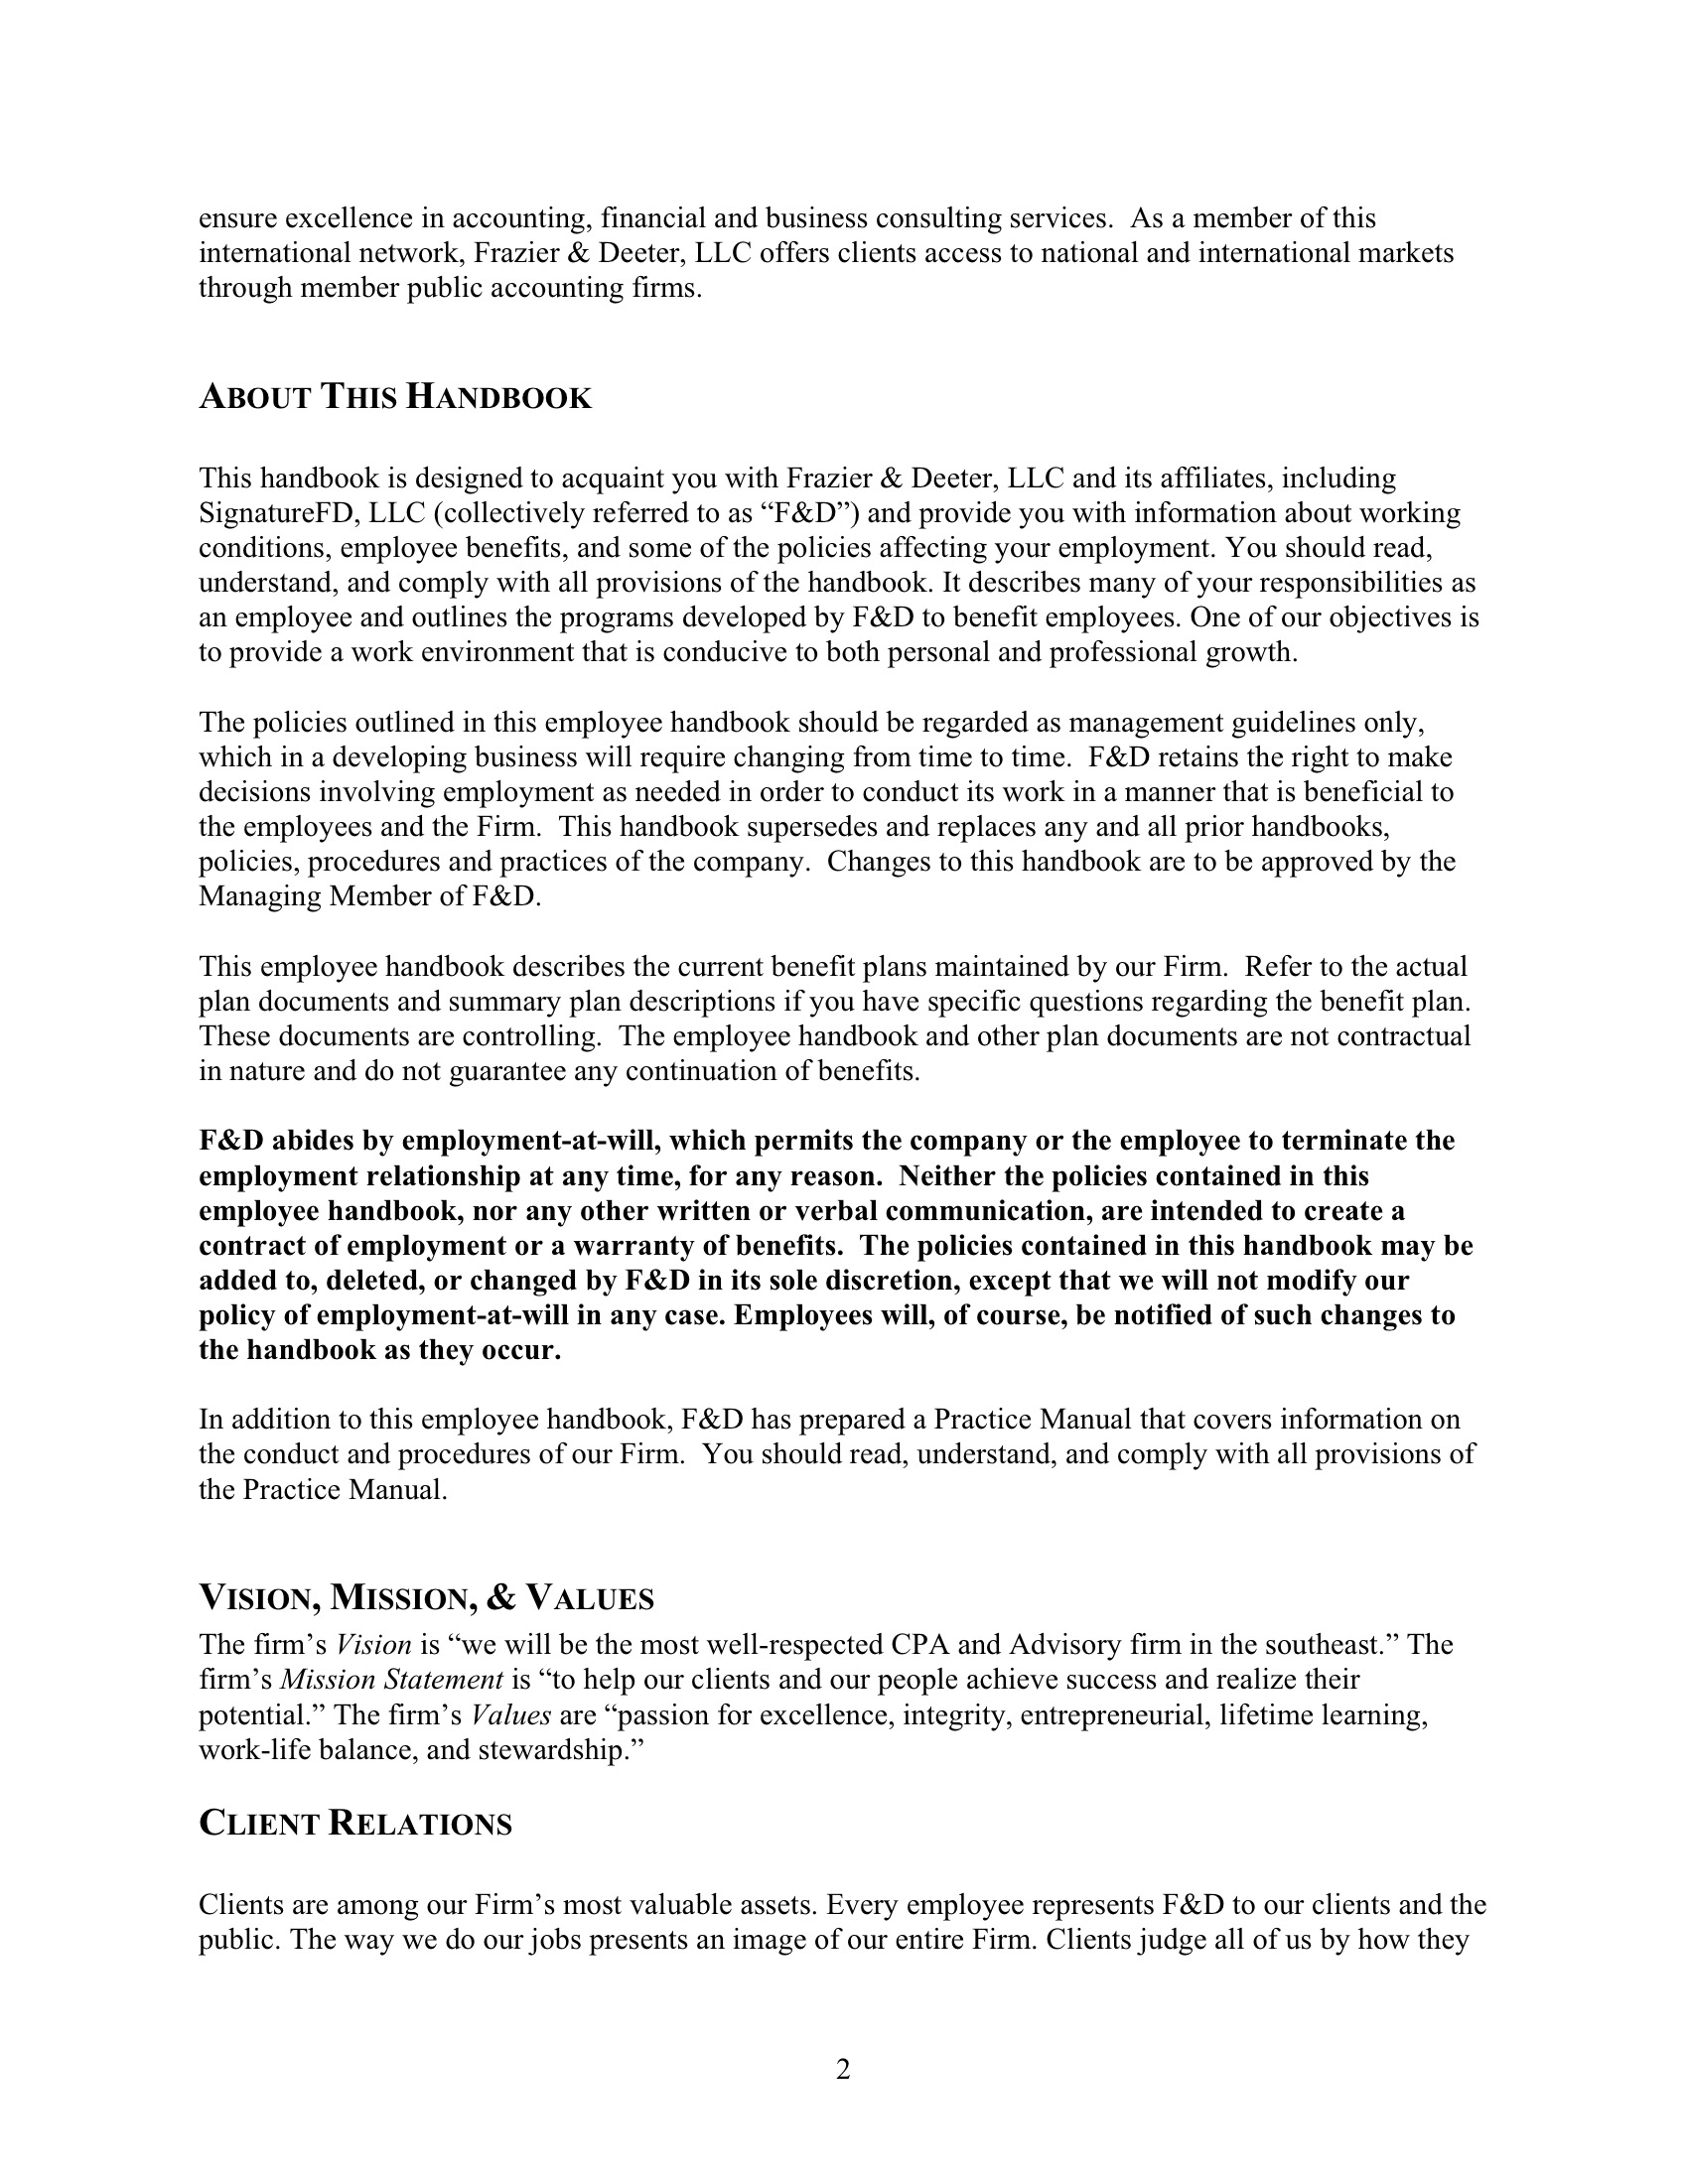 ensure excellence in accounting, financial and business consulting services.  As a member of this
international network, Frazier & Deeter, LLC offers clients access to national and international markets
through member public accounting firms.
ABOUT THIS HANDBOOK
This handbook is designed to acquaint you with Frazier & Deeter, LLC and its affiliates, including
SignatureFD, LLC (collectively referred to as “F&D”) and provide you with information about working
conditions, employee benefits, and some of the policies affecting your employment. You should read,
understand, and comply with all provisions of the handbook. It describes many of your responsibilities as
an employee and outlines the programs developed by F&D to benefit employees. One of our objectives is
to provide a work environment that is conducive to both personal and professional growth.
The policies outlined in this employee handbook should be regarded as management guidelines only,
which in a developing business will require changing from time to time.  F&D retains the right to make
decisions involving employment as needed in order to conduct its work in a manner that is beneficial to
the employees and the Firm.  This handbook supersedes and replaces any and all prior handbooks,
policies, procedures and practices of the company.  Changes to this handbook are to be approved by the
Managing Member of F&D.
This employee handbook describes the current benefit plans maintained by our Firm.  Refer to the actual
plan documents and summary plan descriptions if you have specific questions regarding the benefit plan.
These documents are controlling.  The employee handbook and other plan documents are not contractual
in nature and do not guarantee any continuation of benefits.
F&D abides by employment-at-will, which permits the company or the employee to terminate the
employment relationship at any time, for any reason.  Neither the policies contained in this
employee handbook, nor any other written or verbal communication, are intended to create a
contract of employment or a warranty of benefits.  The policies contained in this handbook may be
added to, deleted, or changed by F&D in its sole discretion, except that we will not modify our
policy of employment-at-will in any case. Employees will, of course, be notified of such changes to
the handbook as they occur.
In addition to this employee handbook, F&D has prepared a Practice Manual that covers information on
the conduct and procedures of our Firm.  You should read, understand, and comply with all provisions of
the Practice Manual.
VISION, MISSION, & VALUES
The firm’s Vision is “we will be the most well-respected CPA and Advisory firm in the southeast.” The
firm’s Mission Statement is “to help our clients and our people achieve success and realize their
potential.” The firm’s Values are “passion for excellence, integrity, entrepreneurial, lifetime learning,
work-life balance, and stewardship.”
CLIENT RELATIONS
Clients are among our Firm’s most valuable assets. Every employee represents F&D to our clients and the
public. The way we do our jobs presents an image of our entire Firm. Clients judge all of us by how they
2